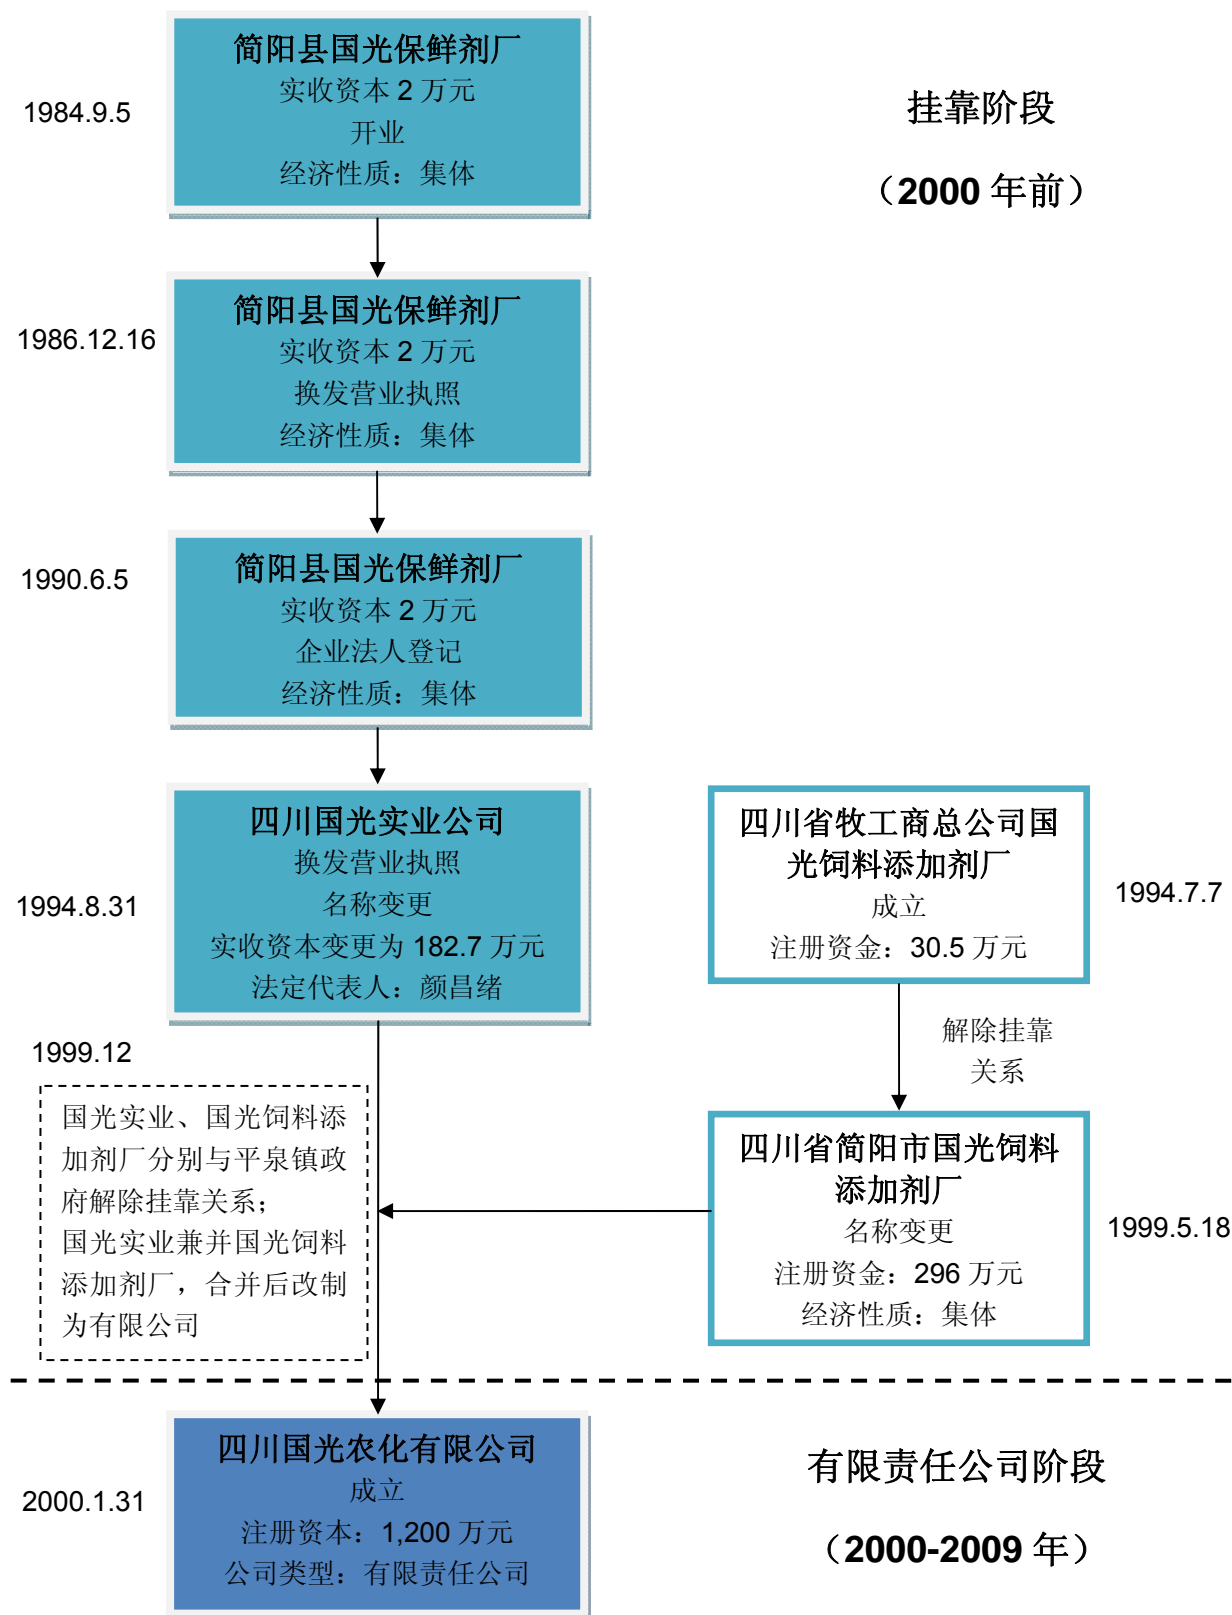 简阳县国光保鲜剂厂
实收资本 2 万元
开业
经济性质：集体
1984.9.5
挂靠阶段
（2000 年前）
简阳县国光保鲜剂厂
实收资本 2 万元
换发营业执照
经济性质：集体
1986.12.16
简阳县国光保鲜剂厂
实收资本 2 万元
企业法人登记
经济性质：集体
1990.6.5
四川国光实业公司
换发营业执照
名称变更
实收资本变更为 182.7 万元
法定代表人：颜昌绪
1994.8.31
四川省牧工商总公司国
光饲料添加剂厂
成立
注册资金：30.5 万元
1994.7.7
解除挂靠
关系
1999.12
国光实业、国光饲料添
加剂厂分别与平泉镇政
府解除挂靠关系；
国光实业兼并国光饲料
添加剂厂，合并后改制
为有限公司
四川省简阳市国光饲料
添加剂厂
名称变更
注册资金：296 万元
经济性质：集体
1999.5.18
四川国光农化有限公司
成立
注册资本：1,200 万元
公司类型：有限责任公司
2000.1.31
有限责任公司阶段
（2000-2009 年）